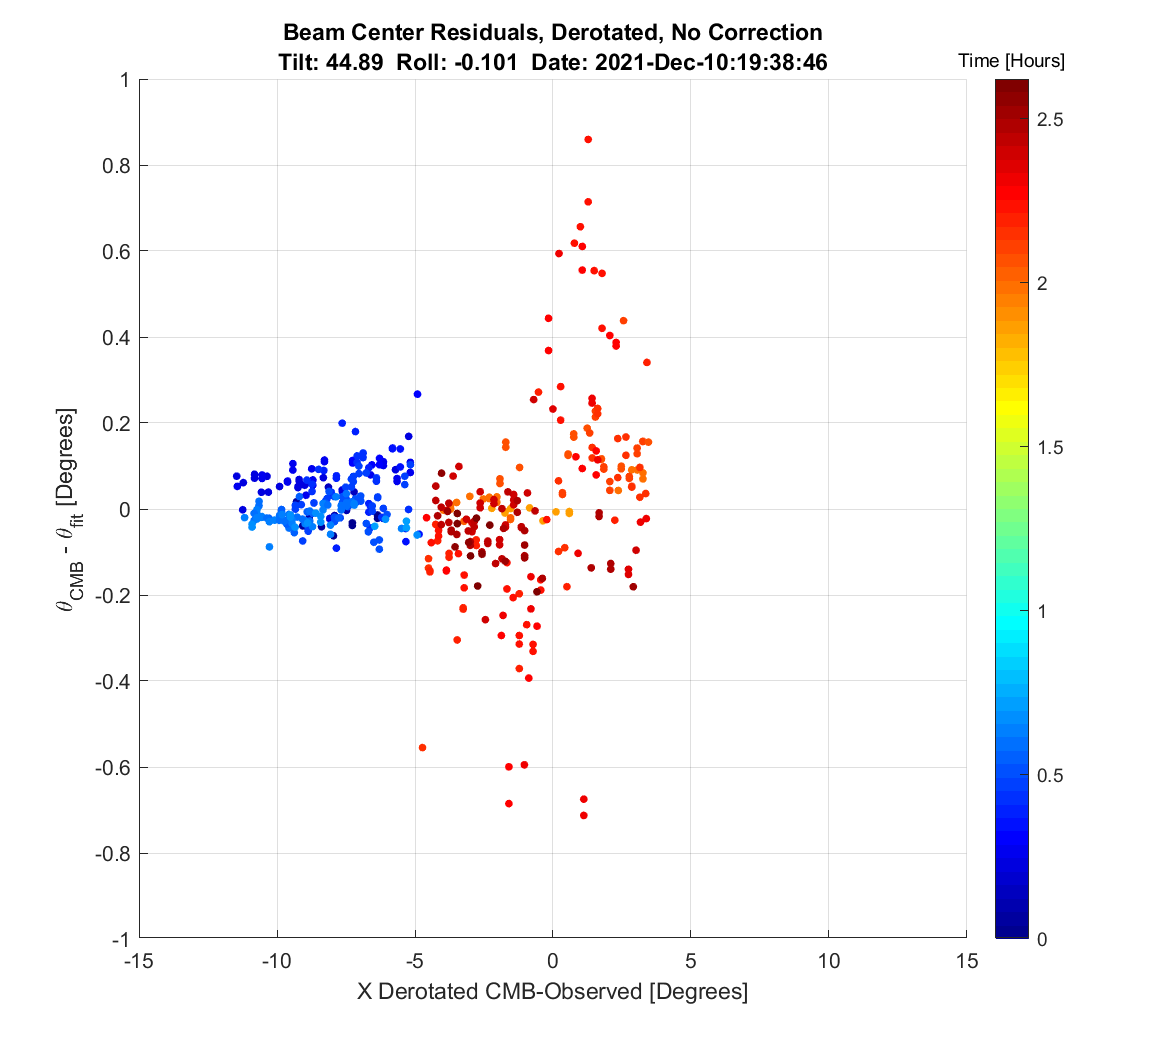 Beam Center Residuals, Derotated, No Correction
Tilt: 44.89 Roll: -0.101 Date: 2021-Dec-10:19:38:46
Time [Hours]
1
0.8
0.6
0.4
0.2
0
-0.2
-0.4
-0.6
-0.8
-1
θCMB - θfit [Degrees]
-15 -10 -5 0 5 10 15
X Derotated CMB-Observed [Degrees]
2.5
2
1.5
1
0.5
0